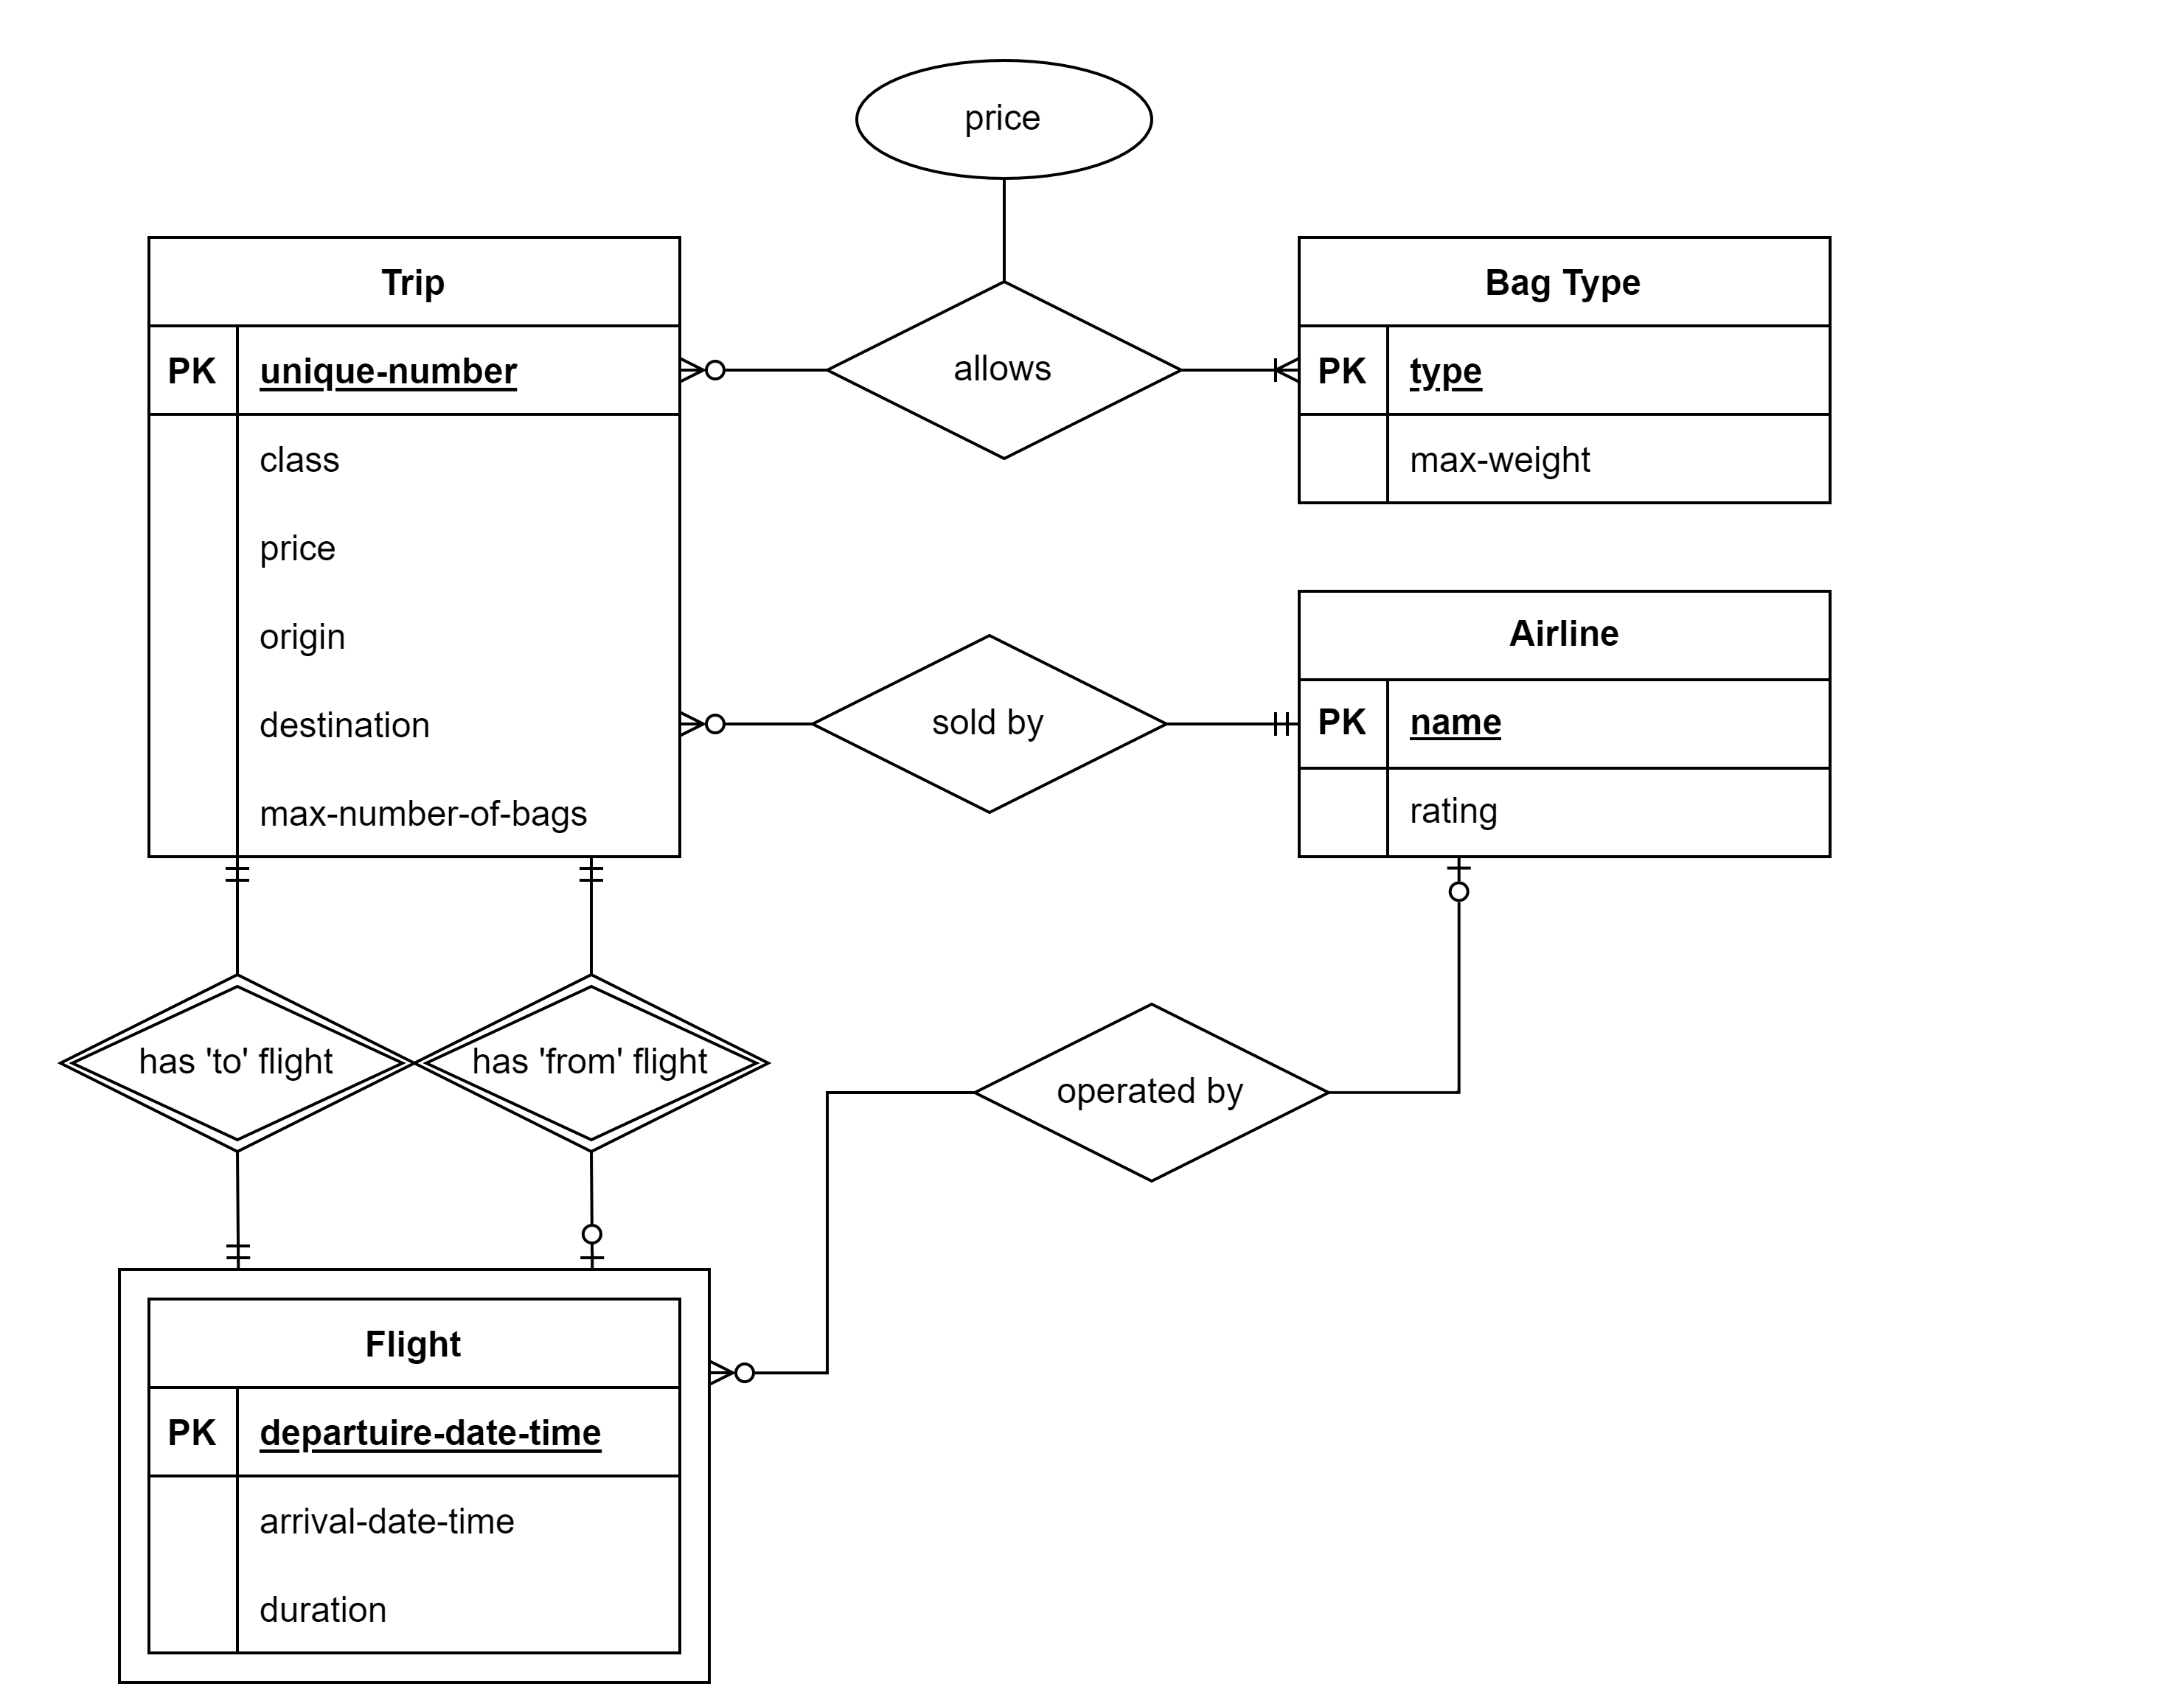 price
Trip
PK unique-number
class
price
origin
destination
max-number-of-bags
allows
Bag Type
PK type
max-weight
sold by
Airline
PK name
rating
has 'to' flight
has 'from' flight
operated by
Flight
PK departuire-date-time
arrival-date-time
duration